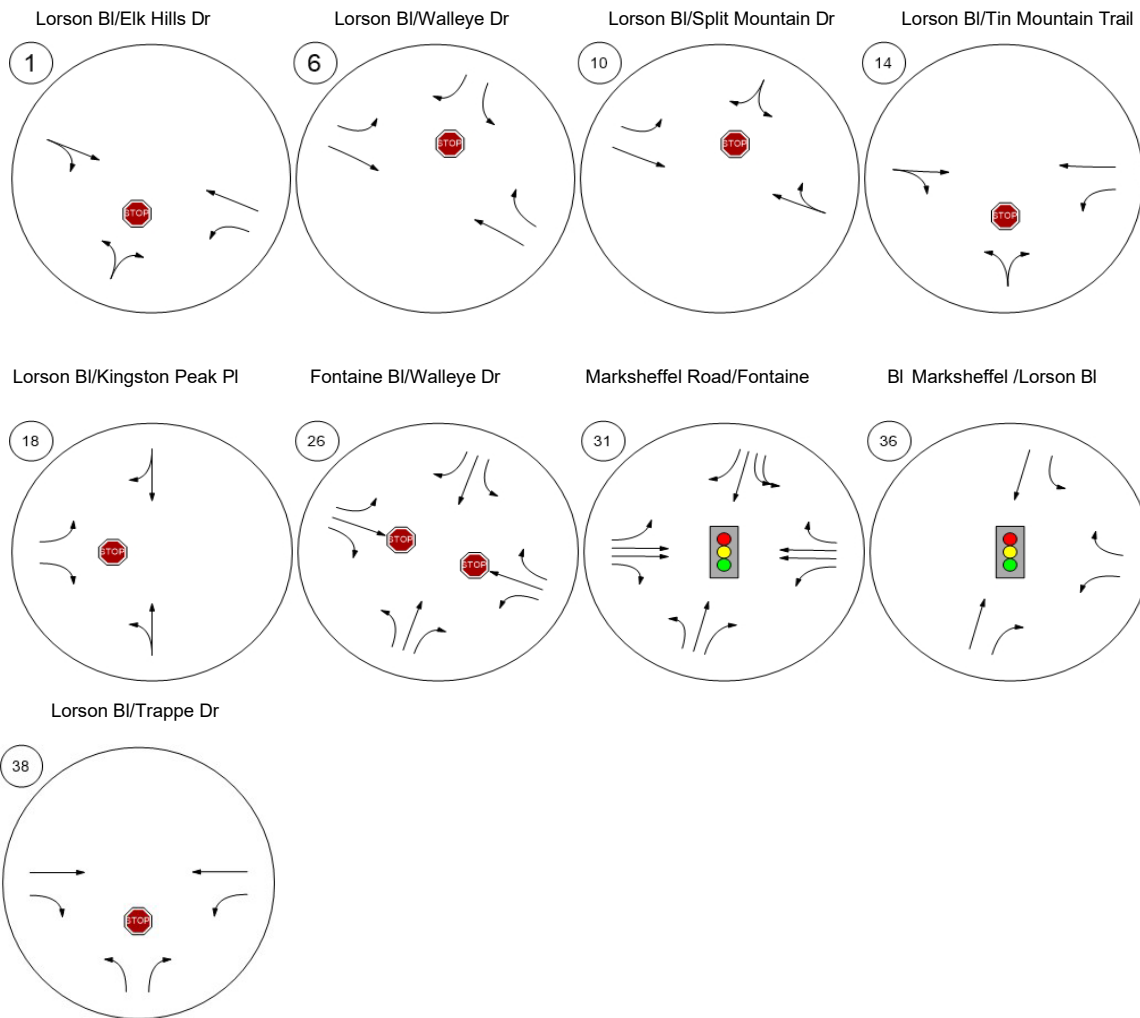 Lorson Bl/Elk Hills Dr
Lorson Bl/Walleye Dr
Lorson Bl/Split Mountain Dr
Lorson Bl/Tin Mountain Trail
1
6
10
14
STOP
STOP
STOP
STOP
Lorson Bl/Kingston Peak Pl
Fontaine Bl/Walleye Dr
Marksheffel Road/Fontaine
Bl Marksheffel /Lorson Bl
18
26
31
36
STOP
STOP
STOP
Lorson Bl/Trappe Dr
38
STOP